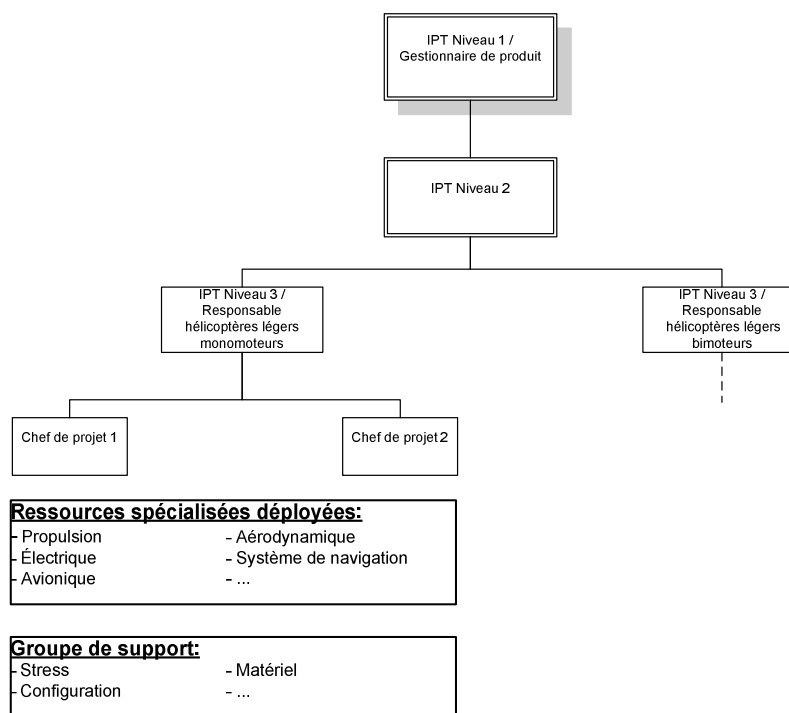 IPT Niveau 1 /
Gestionnaire de produit
IPT Niveau 2
IPT Niveau 3 /
Responsable
hélicoptères légers
monomoteurs
IPT Niveau 3 /
Responsable
hélicoptères légers
bimoteurs
Chef de projet 1
Chef de projet 2
Ressources spécialisées déployées:
- Propulsion
- Électrique
- Avionique
- Aérodynamique
- Système de navigation
- ...
Groupe de support:
- Stress
- Configuration
- Matériel
- ...